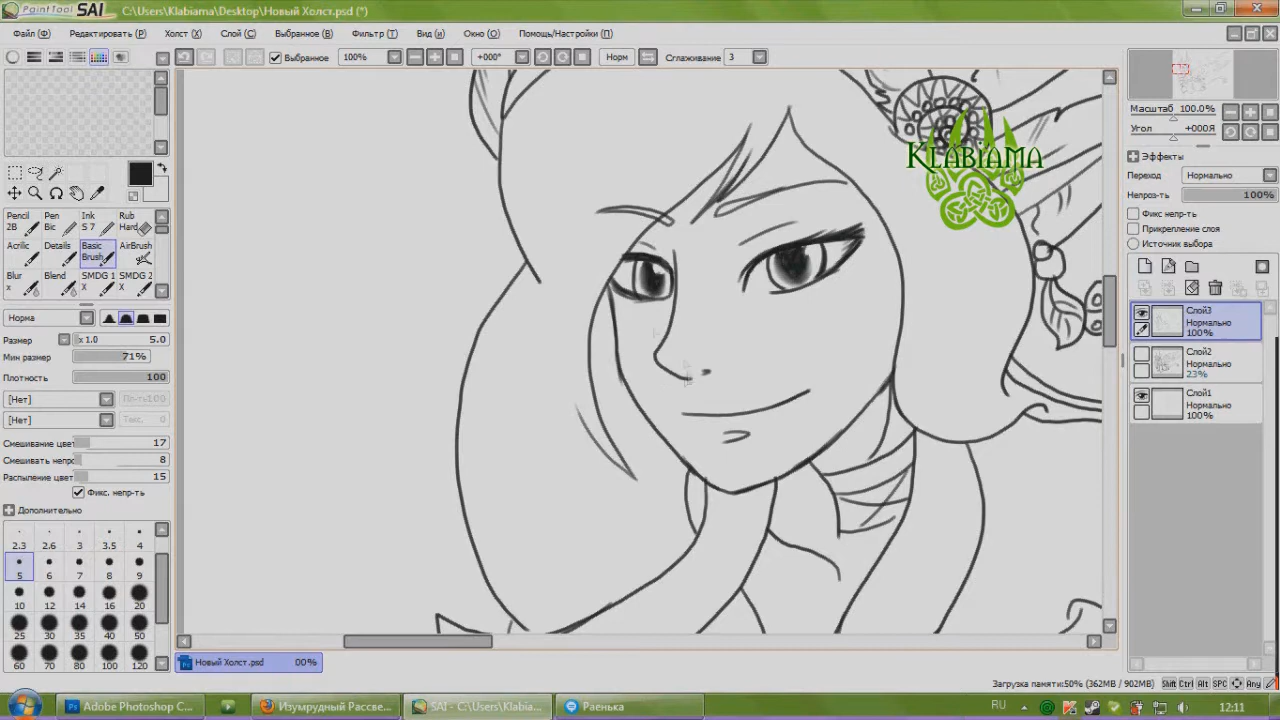 PaintTool SAI C:\Users\Klabiama\Desktop\Новый Холст.psd (*)
Файл (Ф) Редактировать (Р) Холст (X) Слой (C) Выбранное (B) Фильтр (T) Вид (и) Окно (O) Помощь/Настройки (П)
Выбранное 100% +000° Норм Сглаживание 3
Масштаб 100.0%
Угол +000Я
KLABIAMA
Эффекты
Переход Нормально
Непроз-ть 100%
Фикс непр-ть
Прикрепление слоя
Источник выбора
Pencil Pen Ink Rub
2B Bic S 7 Hard
Acrilic Details Basic Brush AirBrush
Blur Blend SMDG 1 SMDG 2
x X X
Норма
Размер x 1.0 5.0
Мин размер 71%
Плотность 100
[Нет]
[Нет]
Смешивание цвет 17
Смешивать непро 8
Распыление цвет 15
Фикс. непр-ть
Дополнительно
2.3 2.6 3 3.5 4
5 6 7 8 9
10 12 14 16 20
25 30 35 40 50
60 70 80 100 120
Слой3
Нормально
100%
Слой2
Нормально
23%
Слой1
Нормально
100%
Новый Холст.psd 00%
Загрузка памяти:50% (362MB / 902MB) Shift Ctrl Alt SPC Any
Adobe Photoshop C... Изумрудный Рассве... SAI - C:\Users\Klabia... Раенька RU 12:11